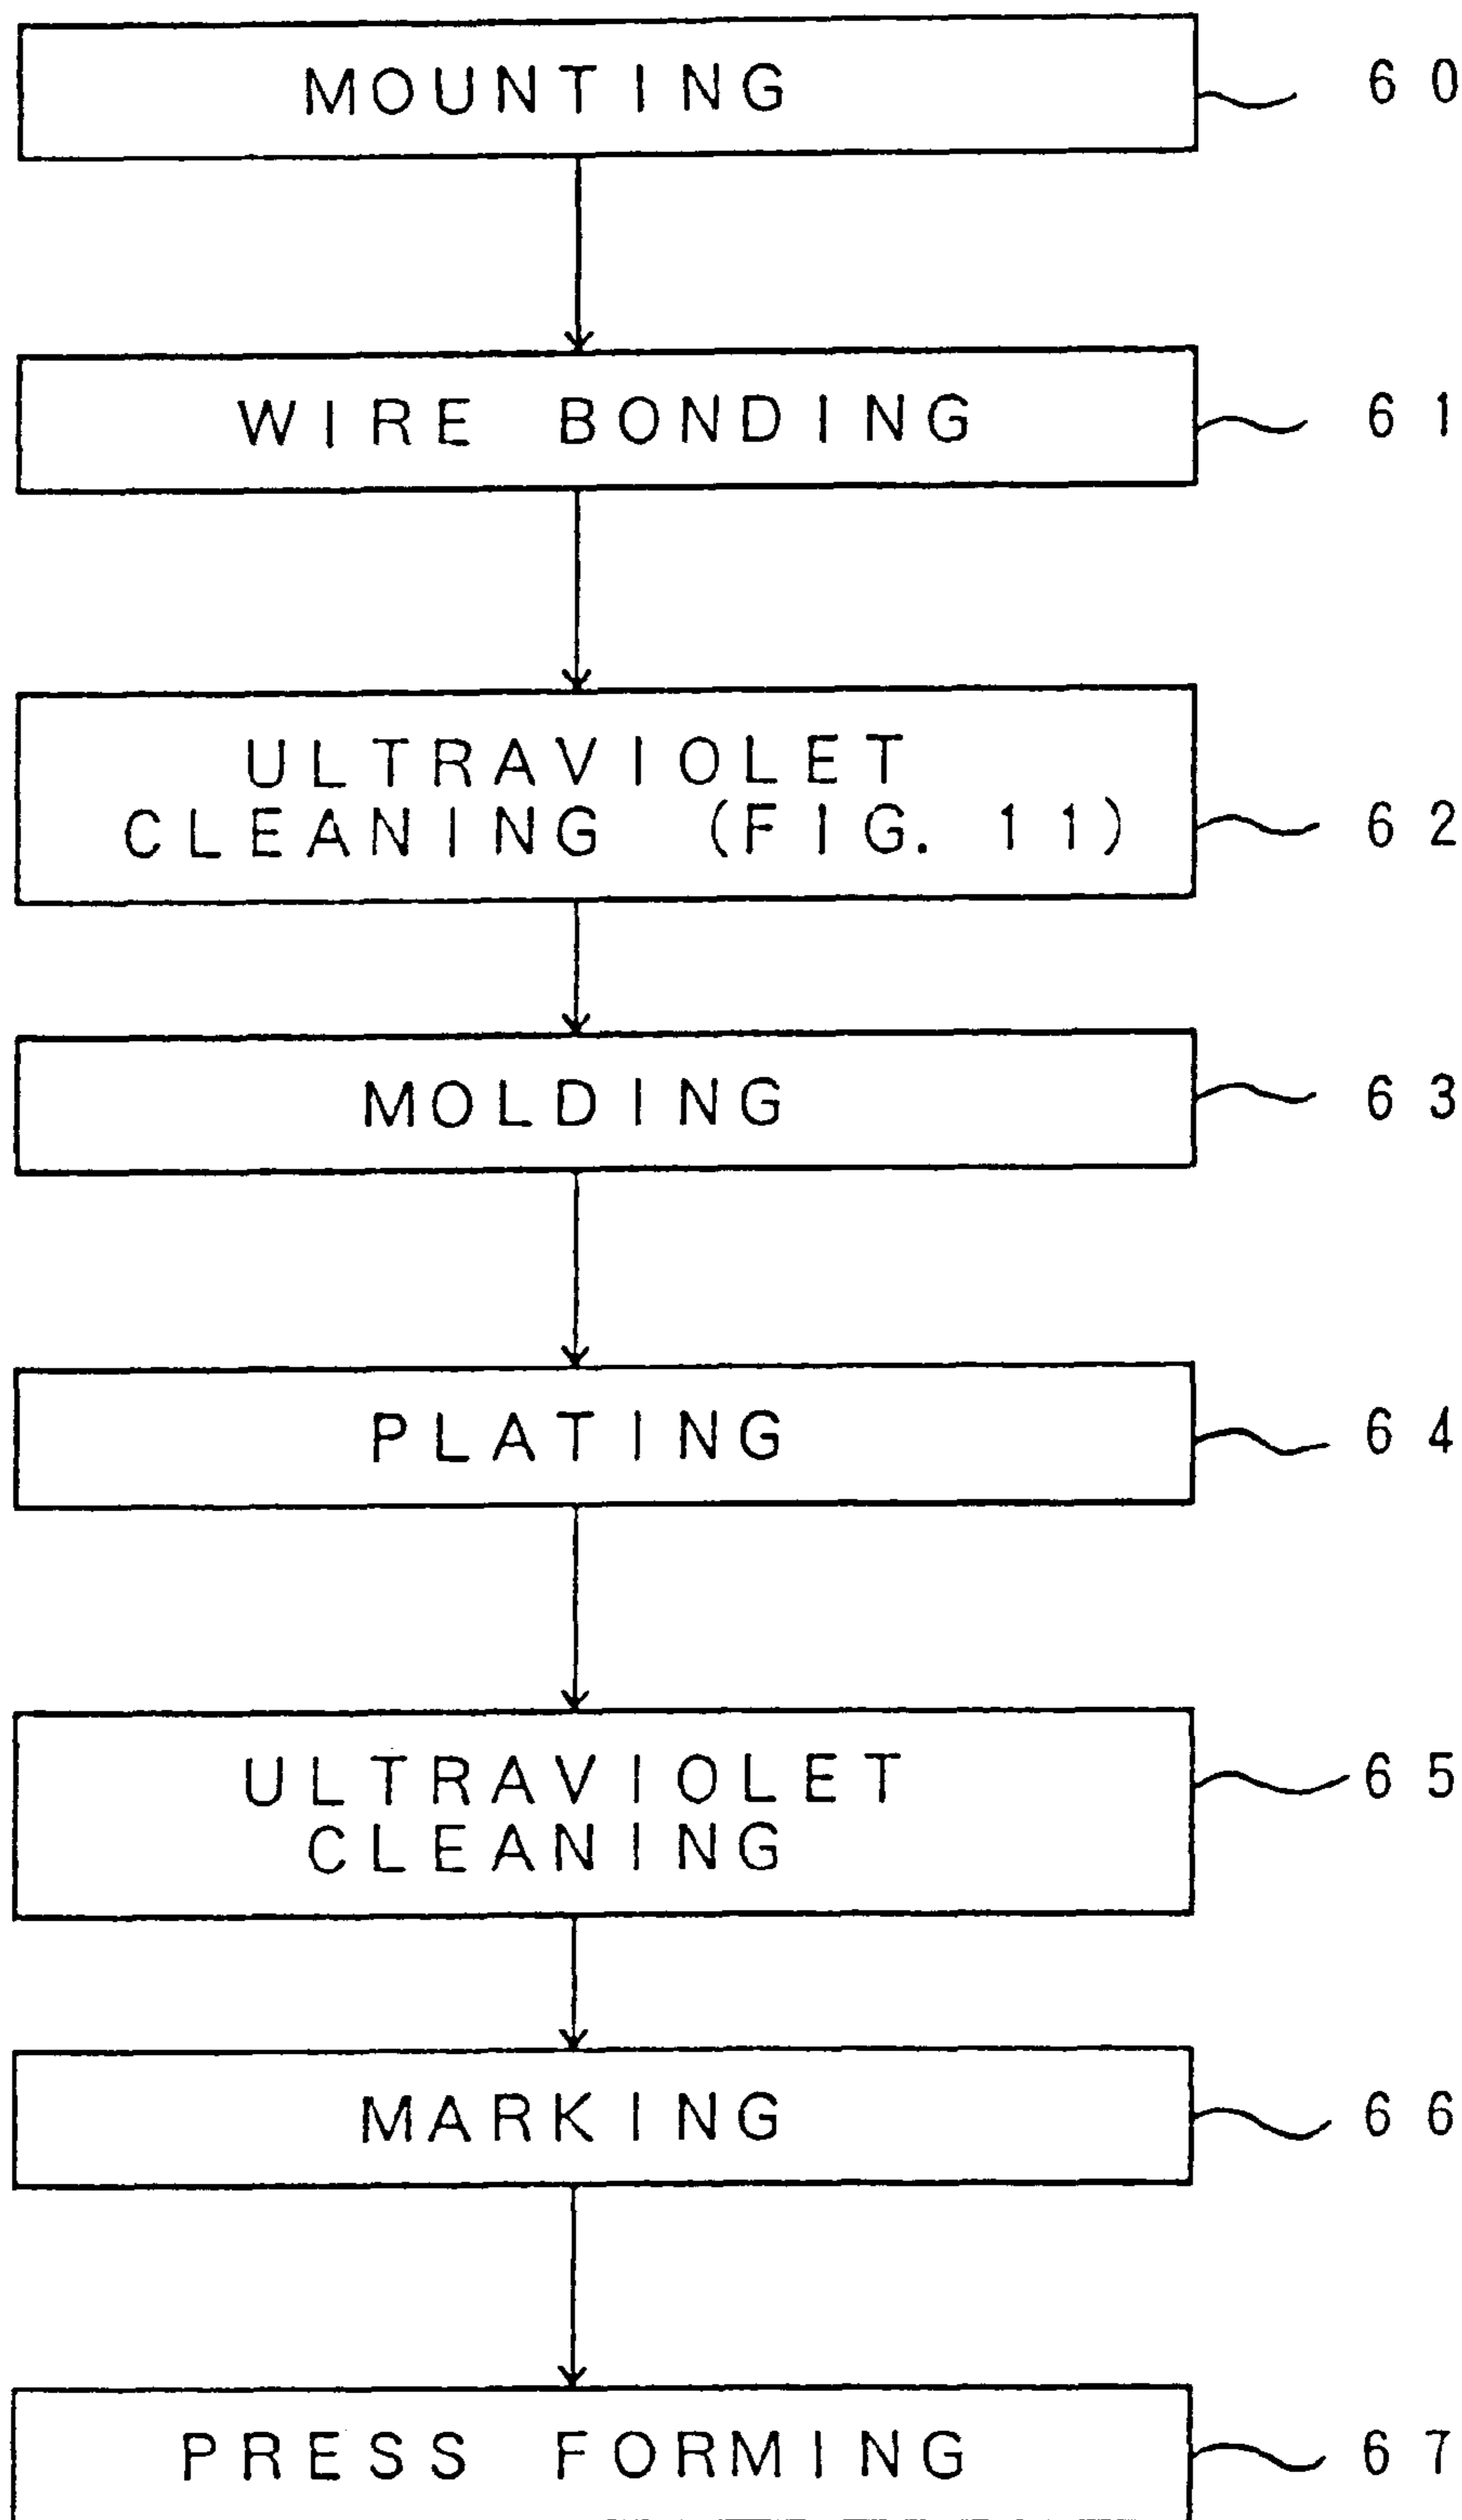 MOUNTING 60
WIRE BONDING 61
ULTRAVIOLET
CLEANING (FIG. 11) 62
MOLDING 63
PLATING 64
ULTRAVIOLET 65
CLEANING
MARKING 66
PRESS FORMING 67